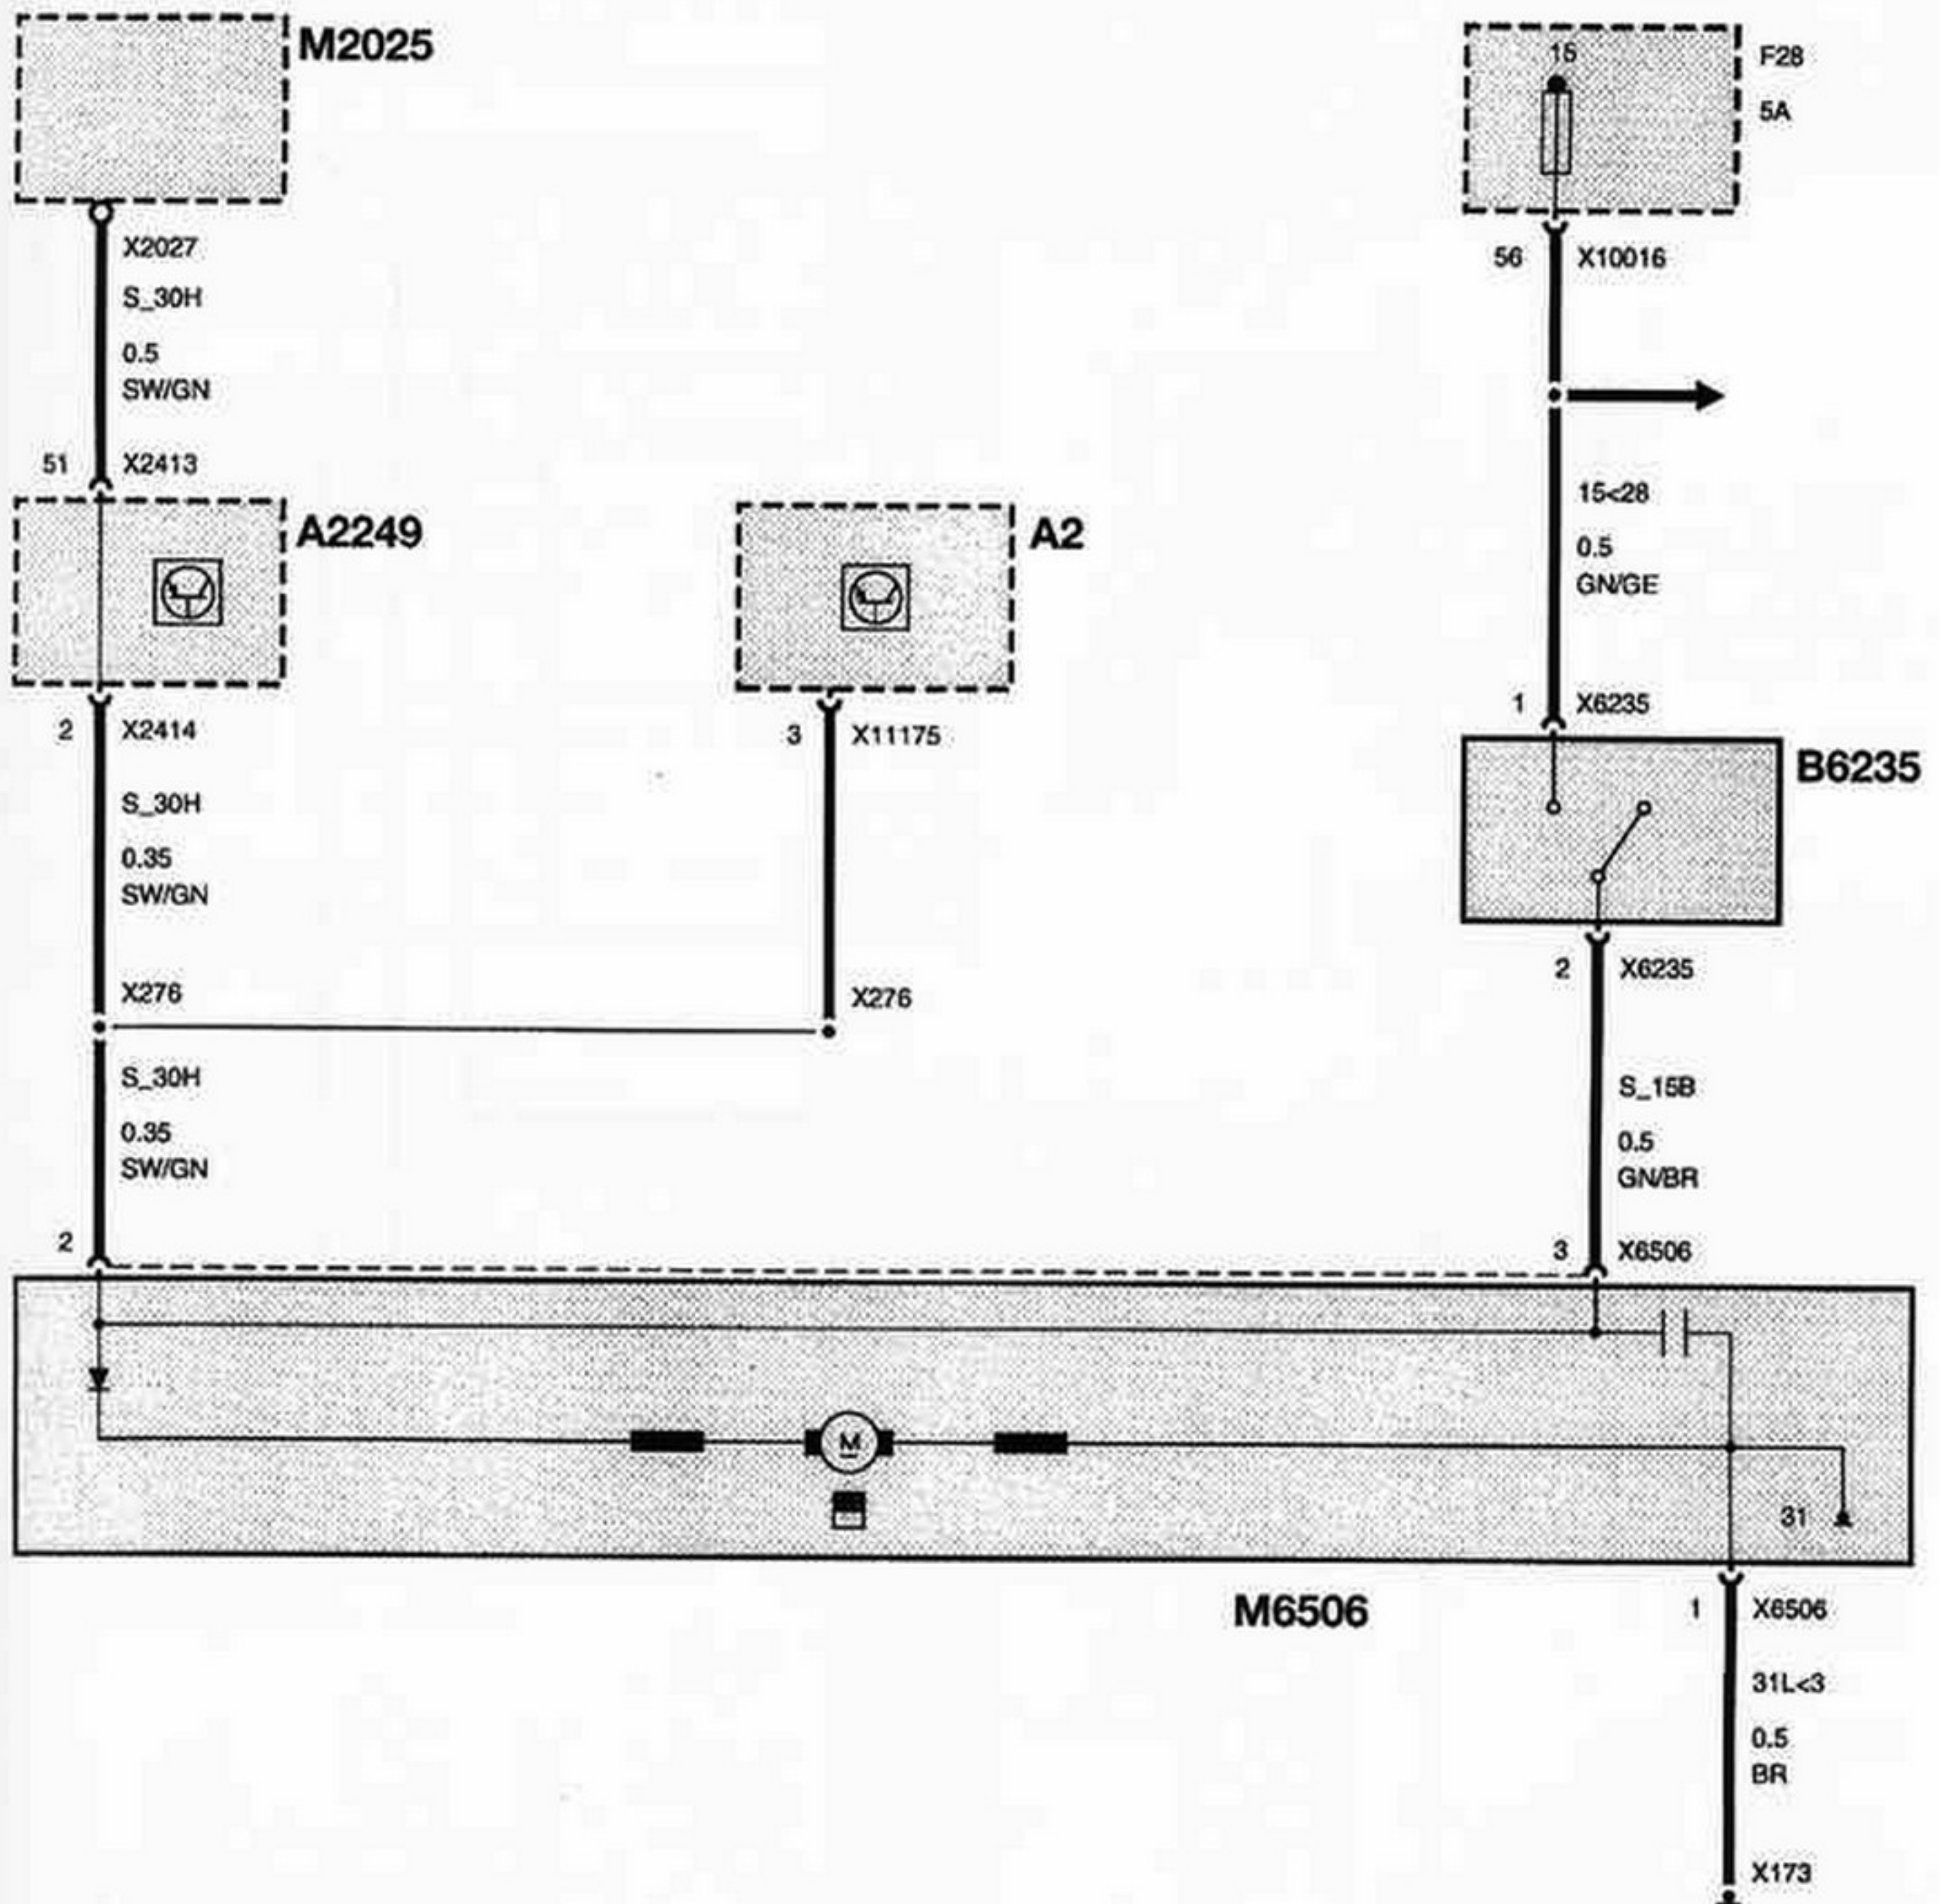 M2025
X2027
S_30H
0.5
SW/GN
51 X2413
A2249
2 X2414
S_30H
0.35
SW/GN
X276
S_30H
0.35
SW/GN
2
A2
3 X11175
X276
15
F28
5A
56 X10016
15<28
0.5
GN/GE
1 X6235
B6235
2 X6235
S_15B
0.5
GN/BR
3 X6506
M
31
M6506
1 X6506
31L<3
0.5
BR
X173